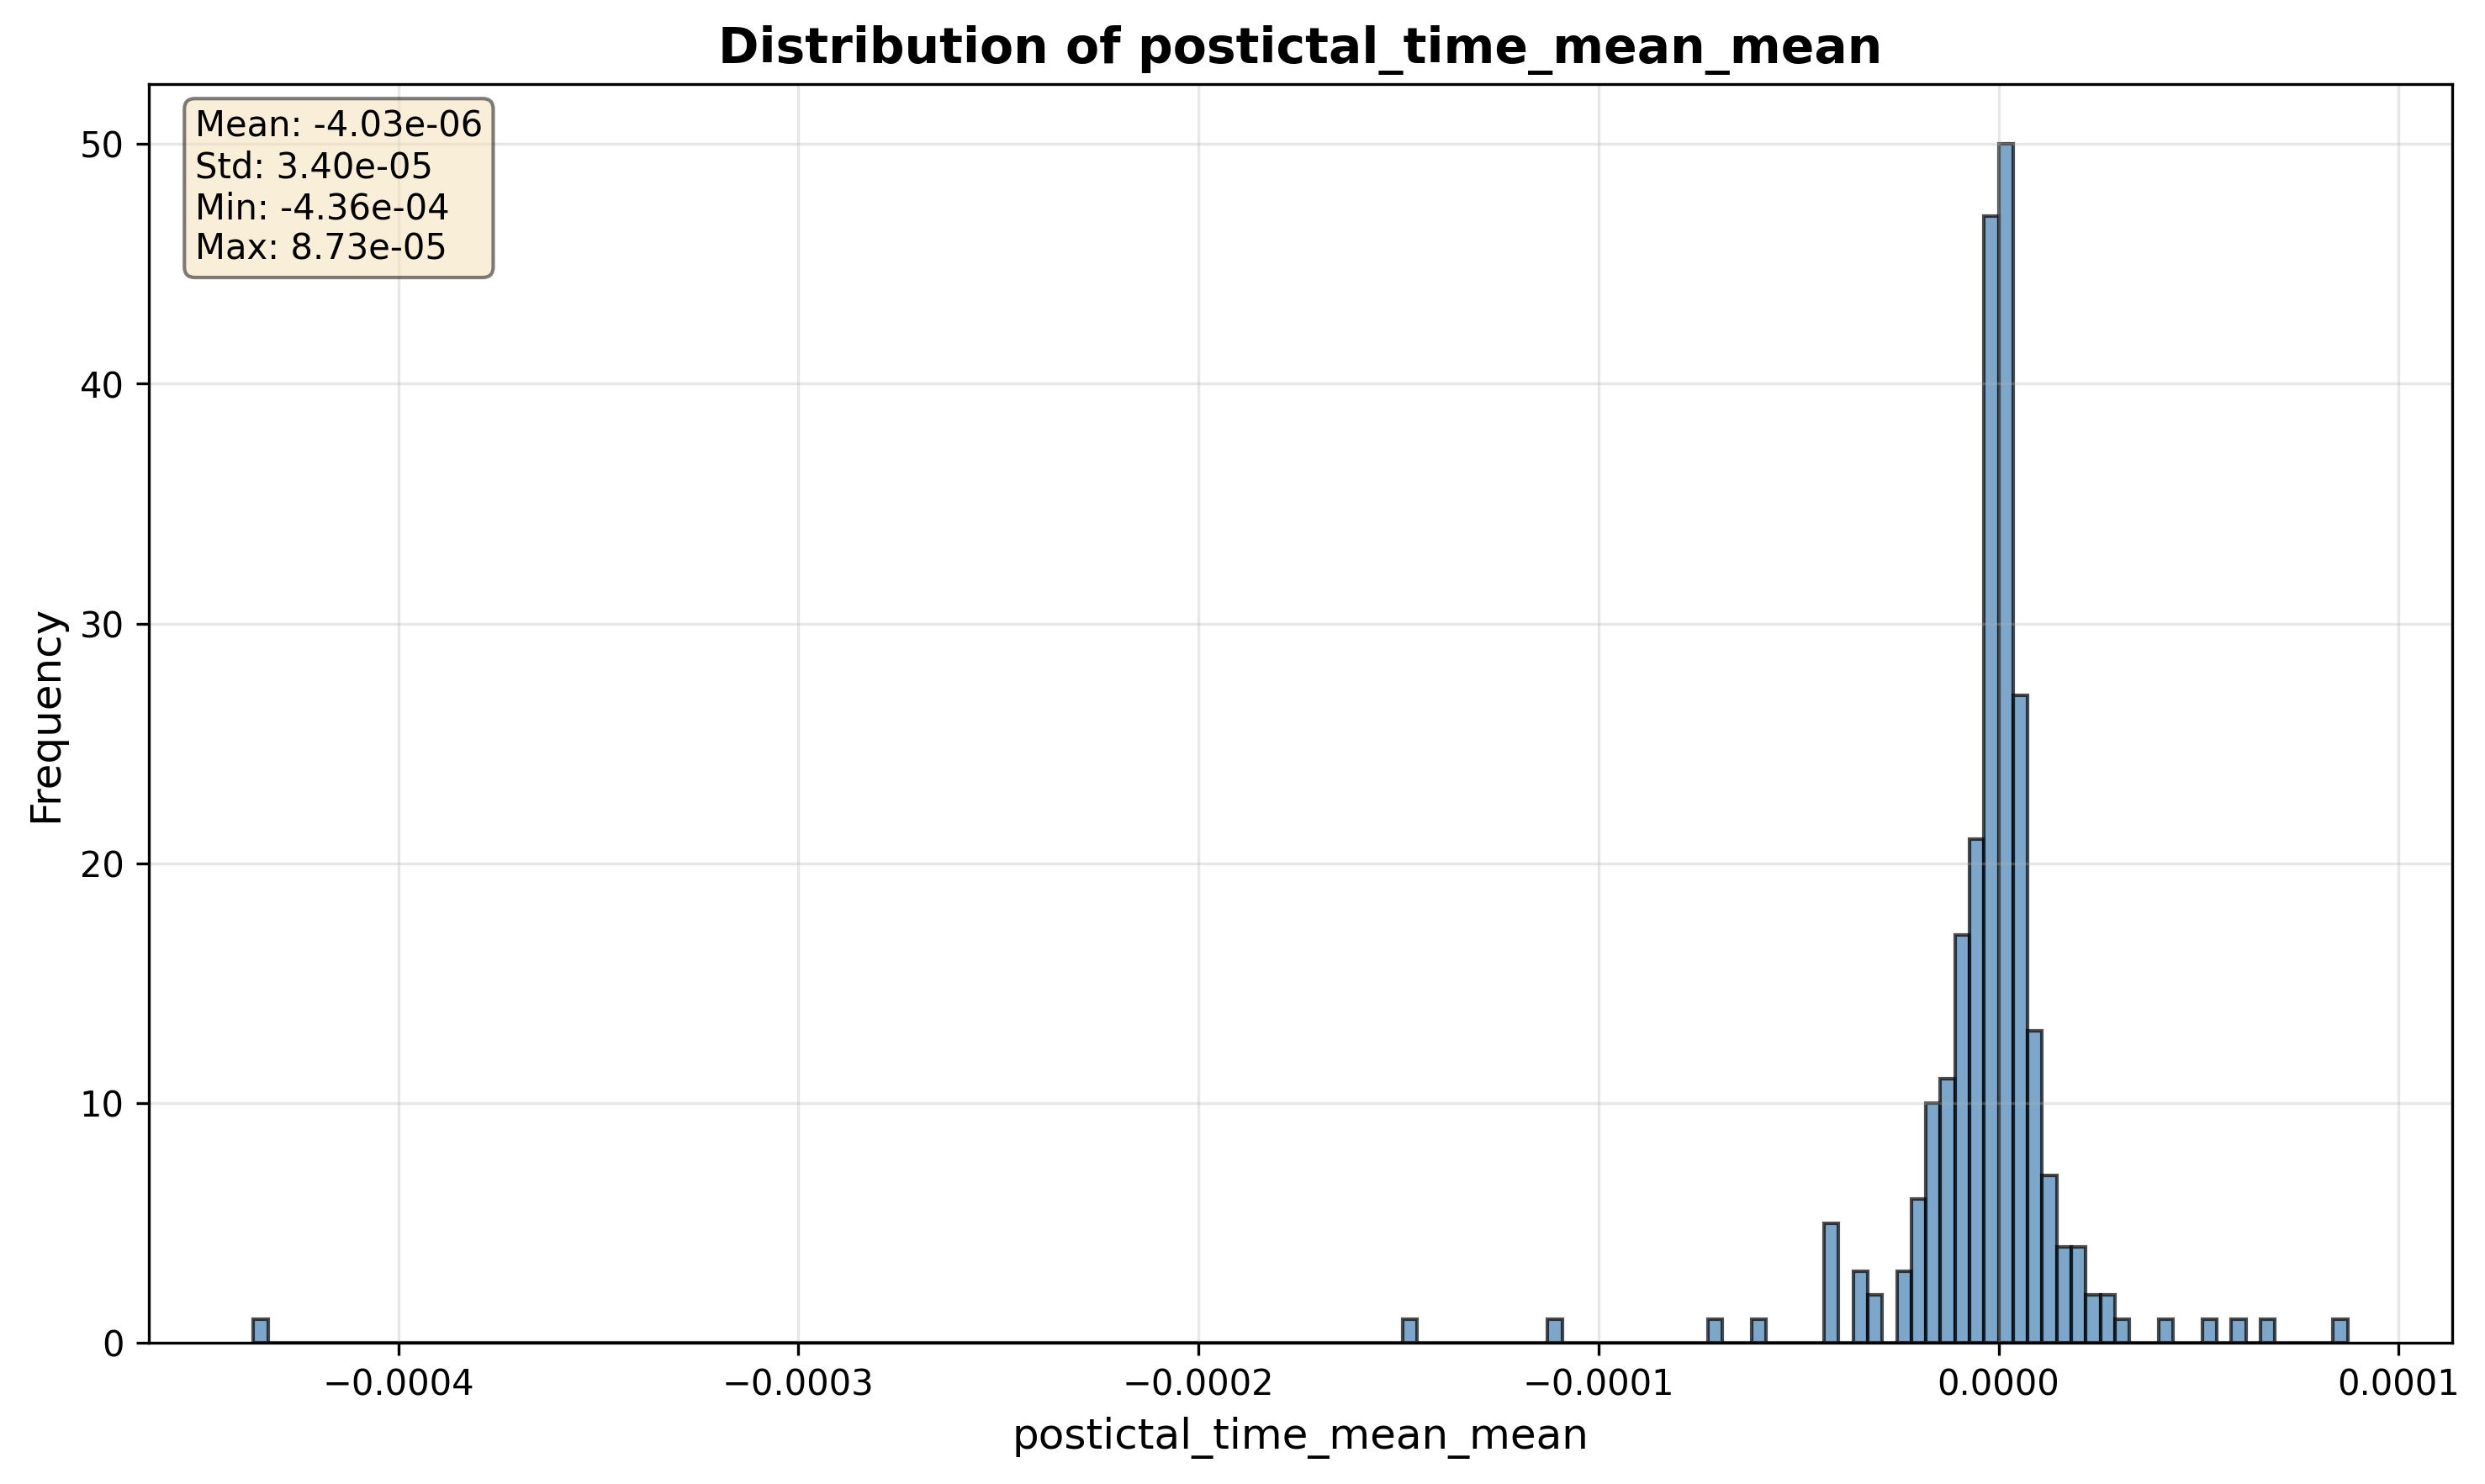 Distribution of postictal_time_mean_mean
Mean: -4.03e-06
Std: 3.40e-05
Min: -4.36e-04
Max: 8.73e-05
50
40
30
20
10
0
Frequency
−0.0004
−0.0003
−0.0002
−0.0001
0.0000
0.0001
postictal_time_mean_mean